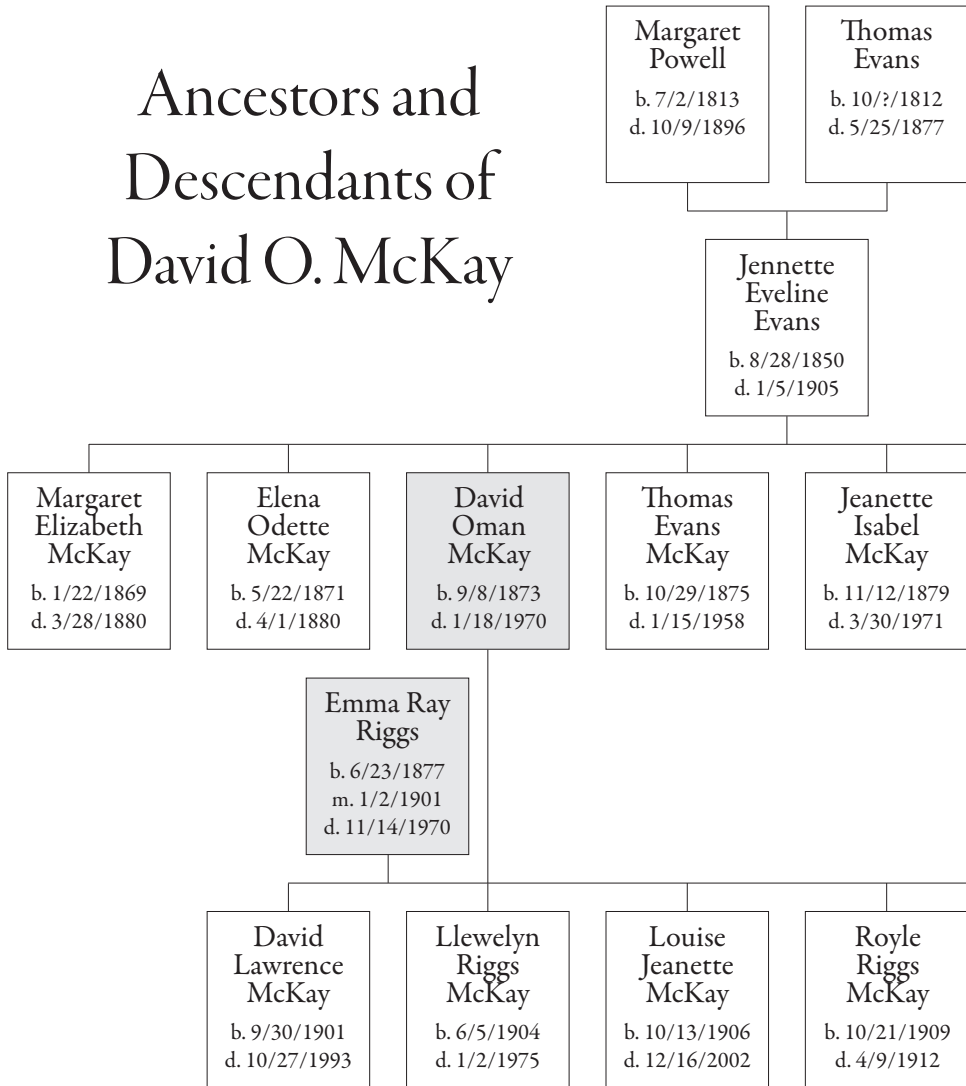 Ancestors and
Descendants of
David O. McKay
Margaret
Powell
b. 7/2/1813
d. 10/9/1896
Thomas
Evans
b. 10/?/1812
d. 5/25/1877
Jennette
Eveline
Evans
b. 8/28/1850
d. 1/5/1905
Margaret
Elizabeth
McKay
b. 1/22/1869
d. 3/28/1880
Elena
Odette
McKay
b. 5/22/1871
d. 4/1/1880
David
Oman
McKay
b. 9/8/1873
d. 1/18/1970
Thomas
Evans
McKay
b. 10/29/1875
d. 1/15/1958
Jeanette
Isabel
McKay
b. 11/12/1879
d. 3/30/1971
Emma Ray
Riggs
b. 6/23/1877
m. 1/2/1901
d. 11/14/1970
David
Lawrence
McKay
b. 9/30/1901
d. 10/27/1993
Llewelyn
Riggs
McKay
b. 6/5/1904
d. 1/2/1975
Louise
Jeanette
McKay
b. 10/13/1906
d. 12/16/2002
Royle
Riggs
McKay
b. 10/21/1909
d. 4/9/1912